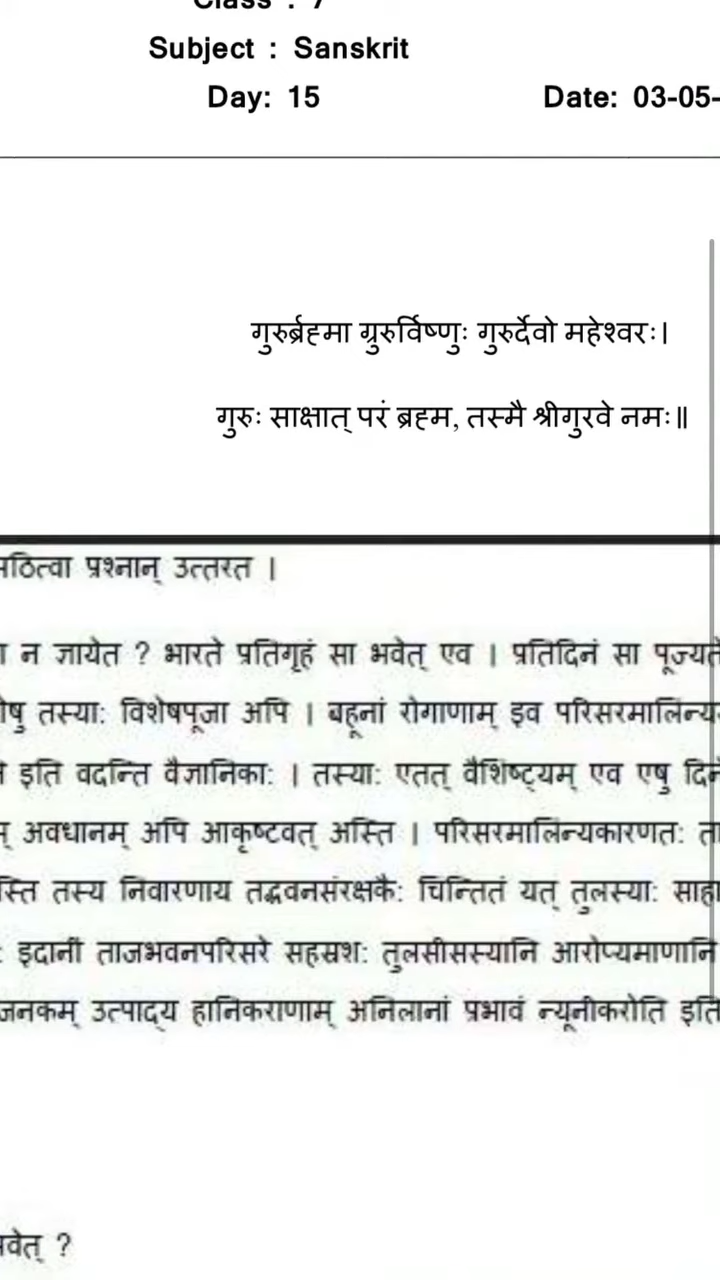 Class : 7
Subject : Sanskrit
Day: 15 Date: 03-05-
गुरुर्ब्रह्मा ग्रुरुर्विष्णुः गुरुर्देवो महेश्वरः।
गुरुः साक्षात् परं ब्रह्म, तस्मै श्रीगुरवे नमः॥
पठित्वा प्रश्नान् उत्तरत ।
न ज्ञायेत ? भारते प्रतिगृहं सा भवेत् एव । प्रतिदिनं सा पूज्यते
तस्या: विशेषपूजा अपि । बहूनां रोगाणाम् इव परिसरमालिन्य
इति वदन्ति वैज्ञानिका: । तस्या: एतत् वैशिष्ट्यम् एव एषु
अवधानम् अपि आकृष्टवत् अस्ति । परिसरमालिन्यकारणत:
तस्य निवारणाय तद्भवनसंरक्षकै: चिन्तितं यत् तुलस्या:
इदानीं ताजभवनपरिसरे सहस्रश: तुलसीसस्यानि आरोप्यमाणानि
जनकम् उत्पाद्य हानिकराणाम् अनिलानां प्रभावं न्यूनीकरोति इति
भवेत् ?